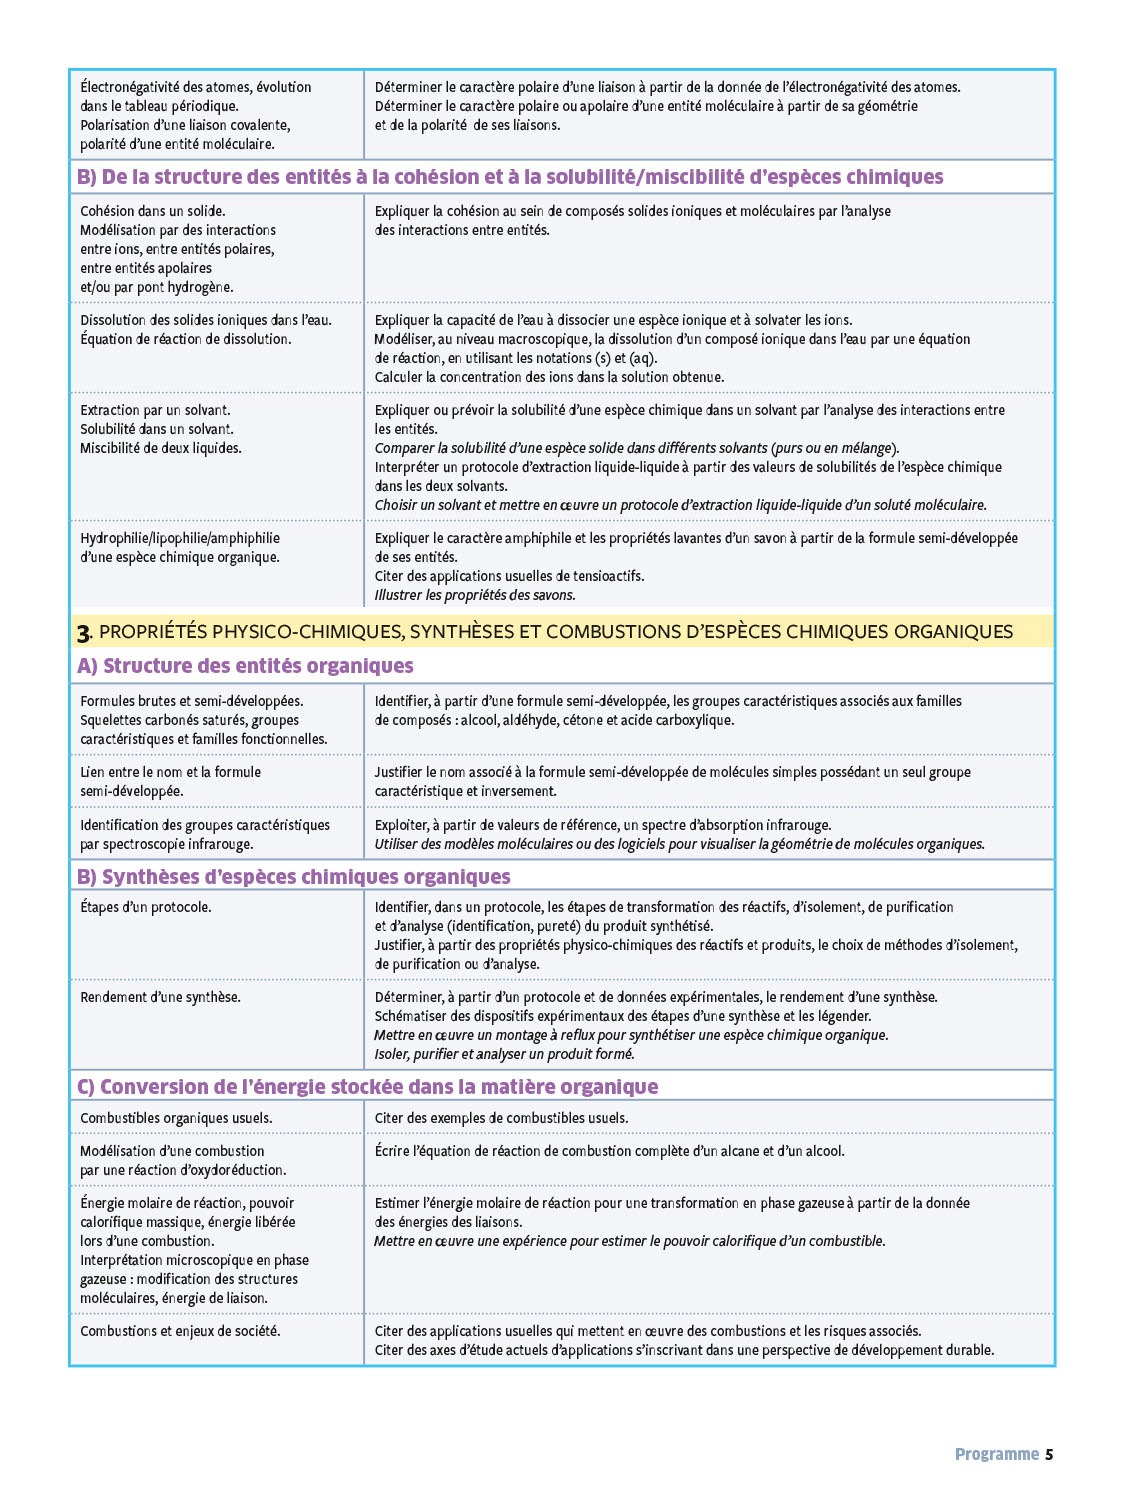 Électronégativité des atomes, évolution
dans le tableau périodique.
Polarisation d’une liaison covalente,
polarité d’une entité moléculaire.
Déterminer le caractère polaire d’une liaison à partir de la donnée de l’électronégativité des atomes.
Déterminer le caractère polaire ou apolaire d’une entité moléculaire à partir de sa géométrie
et de la polarité de ses liaisons.
B) De la structure des entités à la cohésion et à la solubilité/miscibilité d’espèces chimiques
Cohésion dans un solide.
Modélisation par des interactions
entre ions, entre entités polaires,
entre entités apolaires
et/ou par pont hydrogène.
Expliquer la cohésion au sein de composés solides ioniques et moléculaires par l’analyse
des interactions entre entités.
Dissolution des solides ioniques dans l’eau.
Équation de réaction de dissolution.
Expliquer la capacité de l’eau à dissocier une espèce ionique et à solvater les ions.
Modéliser, au niveau macroscopique, la dissolution d’un composé ionique dans l’eau par une équation
de réaction, en utilisant les notations (s) et (aq).
Calculer la concentration des ions dans la solution obtenue.
Extraction par un solvant.
Solubilité dans un solvant.
Miscibilité de deux liquides.
Expliquer ou prévoir la solubilité d’une espèce chimique dans un solvant par l’analyse des interactions entre
les entités.
Comparer la solubilité d’une espèce solide dans différents solvants (purs ou en mélange).
Interpréter un protocole d’extraction liquide-liquide à partir des valeurs de solubilités de l’espèce chimique
dans les deux solvants.
Choisir un solvant et mettre en œuvre un protocole d’extraction liquide-liquide d’un soluté moléculaire.
Hydrophilie/lipophilie/amphiphilie
d’une espèce chimique organique.
Expliquer le caractère amphiphile et les propriétés lavantes d’un savon à partir de la formule semi-développée
de ses entités.
Citer des applications usuelles de tensioactifs.
Illustrer les propriétés des savons.
3. PROPRIÉTÉS PHYSICO-CHIMIQUES, SYNTHÈSES ET COMBUSTIONS D’ESPÈCES CHIMIQUES ORGANIQUES
A) Structure des entités organiques
Formules brutes et semi-développées.
Squelettes carbonés saturés, groupes
caractéristiques et familles fonctionnelles.
Identifier, à partir d’une formule semi-développée, les groupes caractéristiques associés aux familles
de composés : alcool, aldéhyde, cétone et acide carboxylique.
Lien entre le nom et la formule
semi-développée.
Justifier le nom associé à la formule semi-développée de molécules simples possédant un seul groupe
caractéristique et inversement.
Identification des groupes caractéristiques
par spectroscopie infrarouge.
Exploiter, à partir de valeurs de référence, un spectre d’absorption infrarouge.
Utiliser des modèles moléculaires ou des logiciels pour visualiser la géométrie de molécules organiques.
B) Synthèses d’espèces chimiques organiques
Étapes d’un protocole.
Identifier, dans un protocole, les étapes de transformation des réactifs, d’isolement, de purification
et d’analyse (identification, pureté) du produit synthétisé.
Justifier, à partir des propriétés physico-chimiques des réactifs et produits, le choix de méthodes d’isolement,
de purification ou d’analyse.
Rendement d’une synthèse.
Déterminer, à partir d’un protocole et de données expérimentales, le rendement d’une synthèse.
Schématiser des dispositifs expérimentaux des étapes d’une synthèse et les légender.
Mettre en œuvre un montage à reflux pour synthétiser une espèce chimique organique.
Isoler, purifier et analyser un produit formé.
C) Conversion de l’énergie stockée dans la matière organique
Combustibles organiques usuels.
Citer des exemples de combustibles usuels.
Modélisation d’une combustion
par une réaction d’oxydoréduction.
Écrire l’équation de réaction de combustion complète d’un alcane et d’un alcool.
Énergie molaire de réaction, pouvoir
calorifique massique, énergie libérée
lors d’une combustion.
Interprétation microscopique en phase
gazeuse : modification des structures
moléculaires, énergie de liaison.
Estimer l’énergie molaire de réaction pour une transformation en phase gazeuse à partir de la donnée
des énergies des liaisons.
Mettre en œuvre une expérience pour estimer le pouvoir calorifique d’un combustible.
Combustions et enjeux de société.
Citer des applications usuelles qui mettent en œuvre des combustions et les risques associés.
Citer des axes d’étude actuels d’applications s’inscrivant dans une perspective de développement durable.
Programme 5